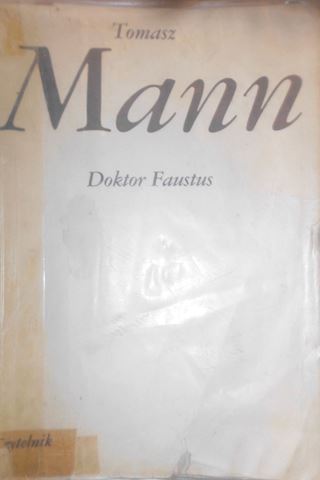 Tomasz
Mann
Doktor Faustus
zytelnik